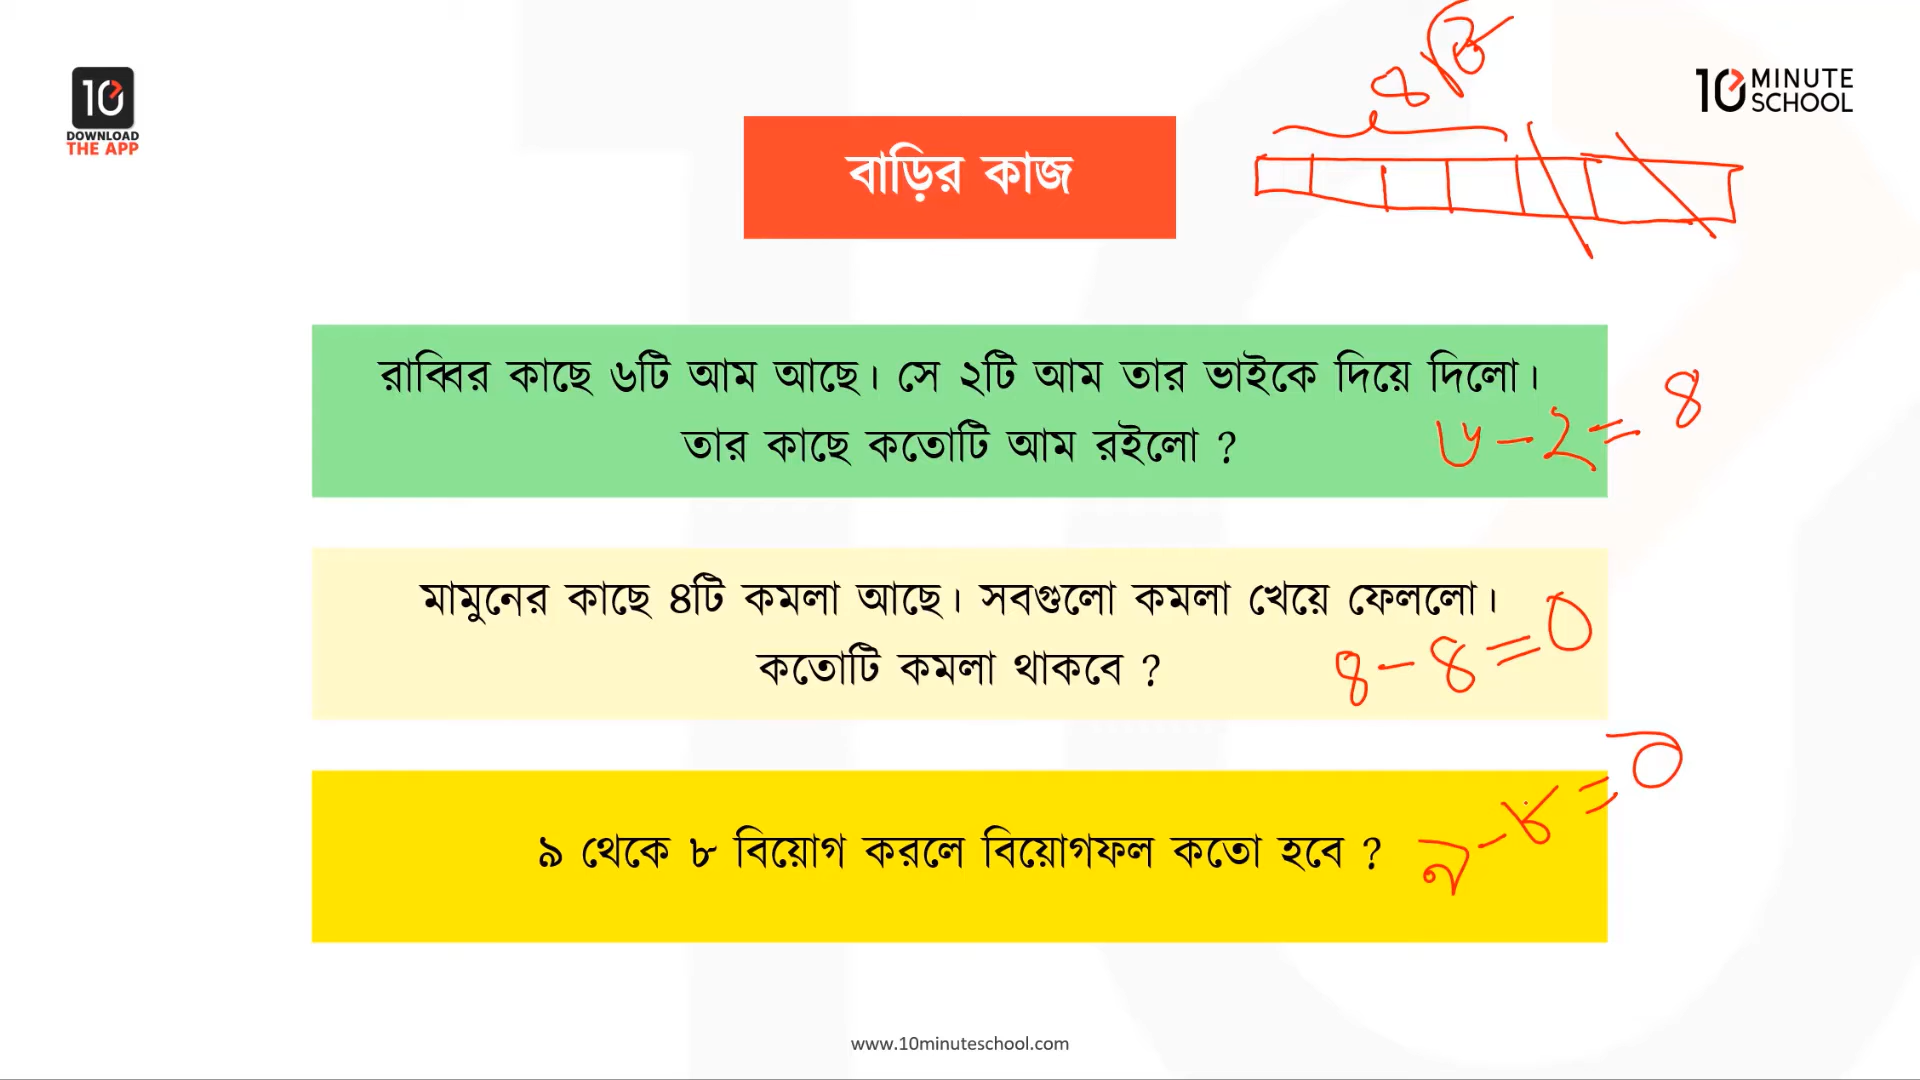 ৪টি
10
DOWNLOAD
THE APP
10 MINUTE
SCHOOL
বাড়ির কাজ
রাব্বির কাছে ৬টি আম আছে। সে ২টি আম তার ভাইকে দিয়ে দিলো।
তার কাছে কতোটি আম রইলো ?
৬-২=৪
মামুনের কাছে ৪টি কমলা আছে। সবগুলো কমলা খেয়ে ফেললো।
কতোটি কমলা থাকবে ?
৪-৪=০
৯ থেকে ৮ বিয়োগ করলে বিয়োগফল কতো হবে ?
৯-৮=
www.10minuteschool.com